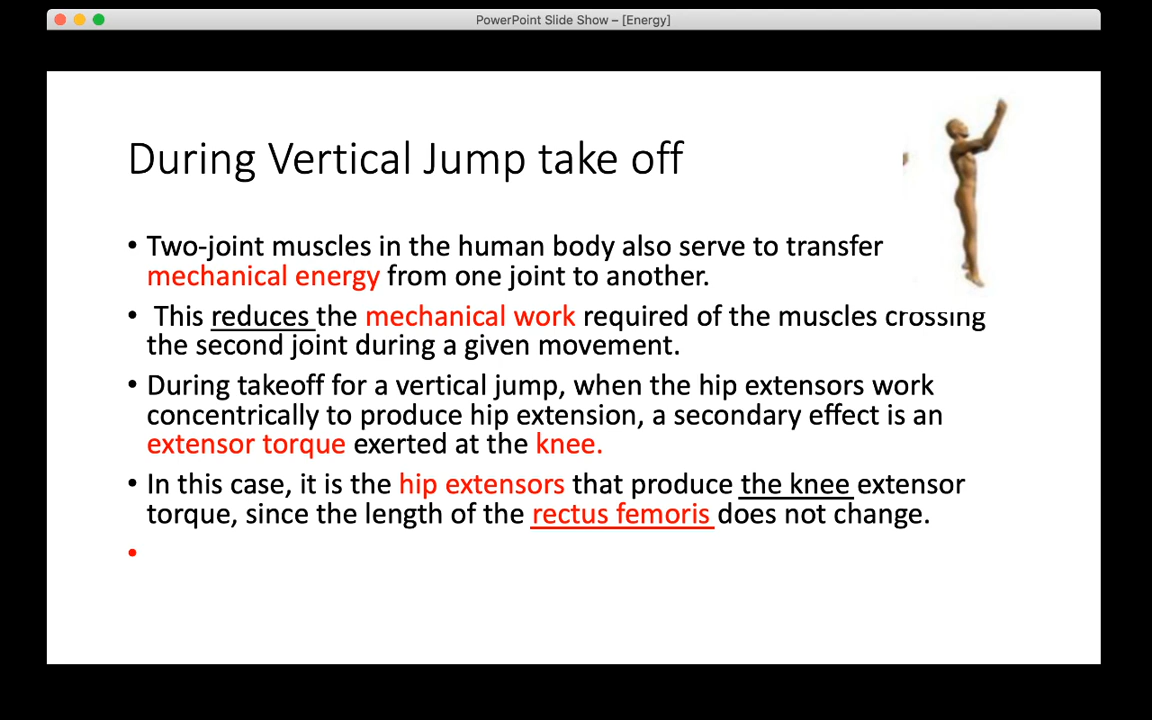 PowerPoint Slide Show – [Energy]
During Vertical Jump take off
• Two-joint muscles in the human body also serve to transfer
mechanical energy from one joint to another.
• This reduces the mechanical work required of the muscles crossing
the second joint during a given movement.
• During takeoff for a vertical jump, when the hip extensors work
concentrically to produce hip extension, a secondary effect is an
extensor torque exerted at the knee.
• In this case, it is the hip extensors that produce the knee extensor
torque, since the length of the rectus femoris does not change.
•